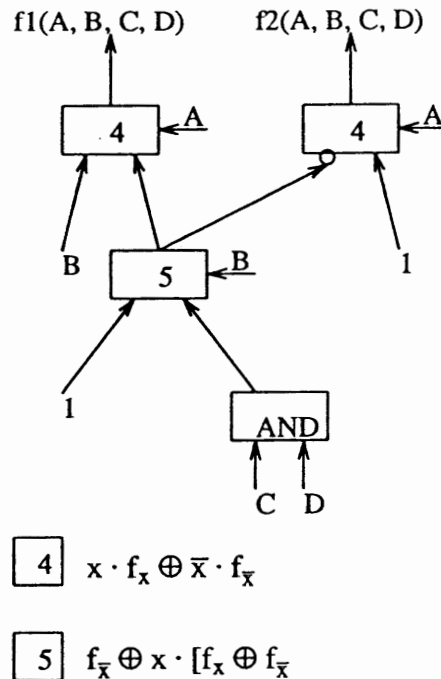 f1(A, B, C, D) f2(A, B, C, D)
4 A 4 A
B 5 B 1
1
AND
C D
4 x · fₓ ⊕ x̄ · fₓ̄
5 fₓ̄ ⊕ x · [fₓ ⊕ fₓ̄